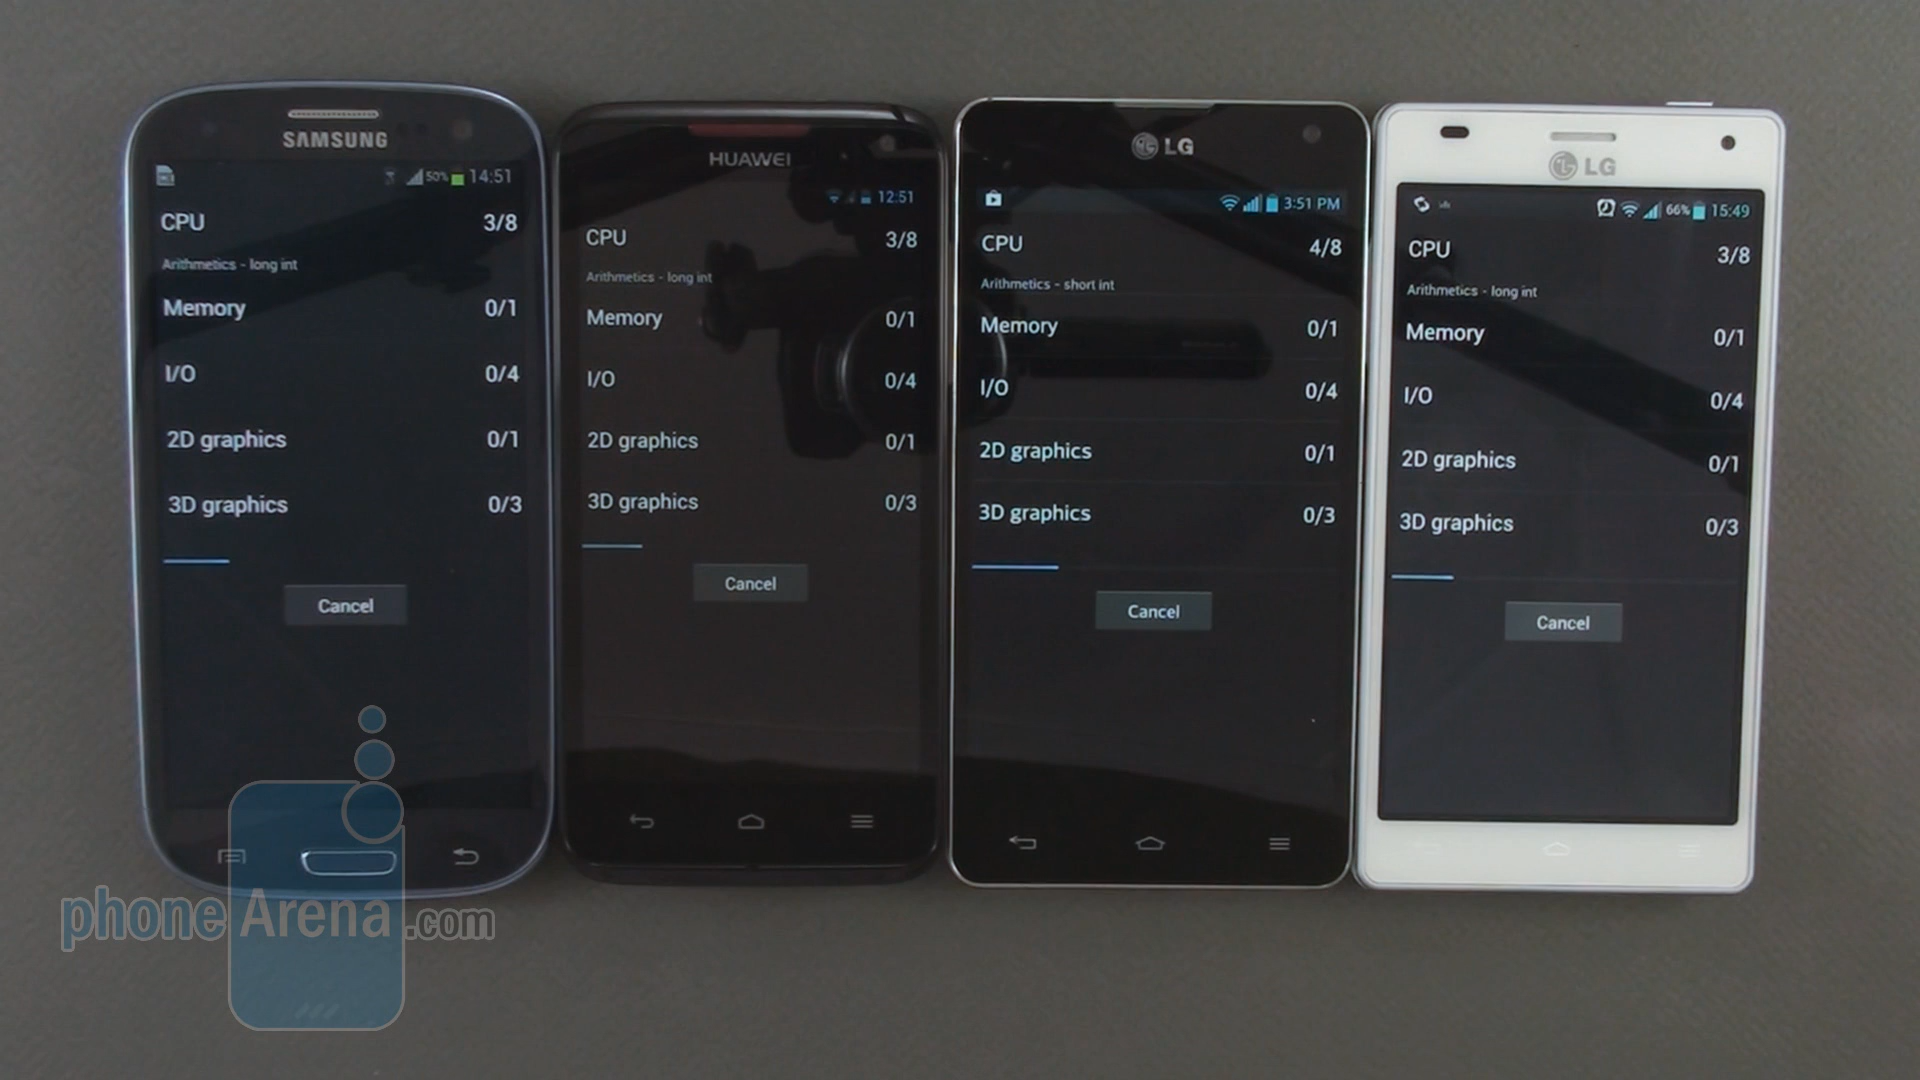 SAMSUNG
50% 14:51
CPU 3/8
Arithmetics - long int
Memory 0/1
I/O 0/4
2D graphics 0/1
3D graphics 0/3
Cancel
HUAWEI
12:51
CPU 3/8
Arithmetics - long int
Memory 0/1
I/O 0/4
2D graphics 0/1
3D graphics 0/3
Cancel
LG
3:51 PM
CPU 4/8
Arithmetics - short int
Memory 0/1
I/O 0/4
2D graphics 0/1
3D graphics 0/3
Cancel
LG
66% 15:49
CPU 3/8
Arithmetics - long int
Memory 0/1
I/O 0/4
2D graphics 0/1
3D graphics 0/3
Cancel
phoneArena.com